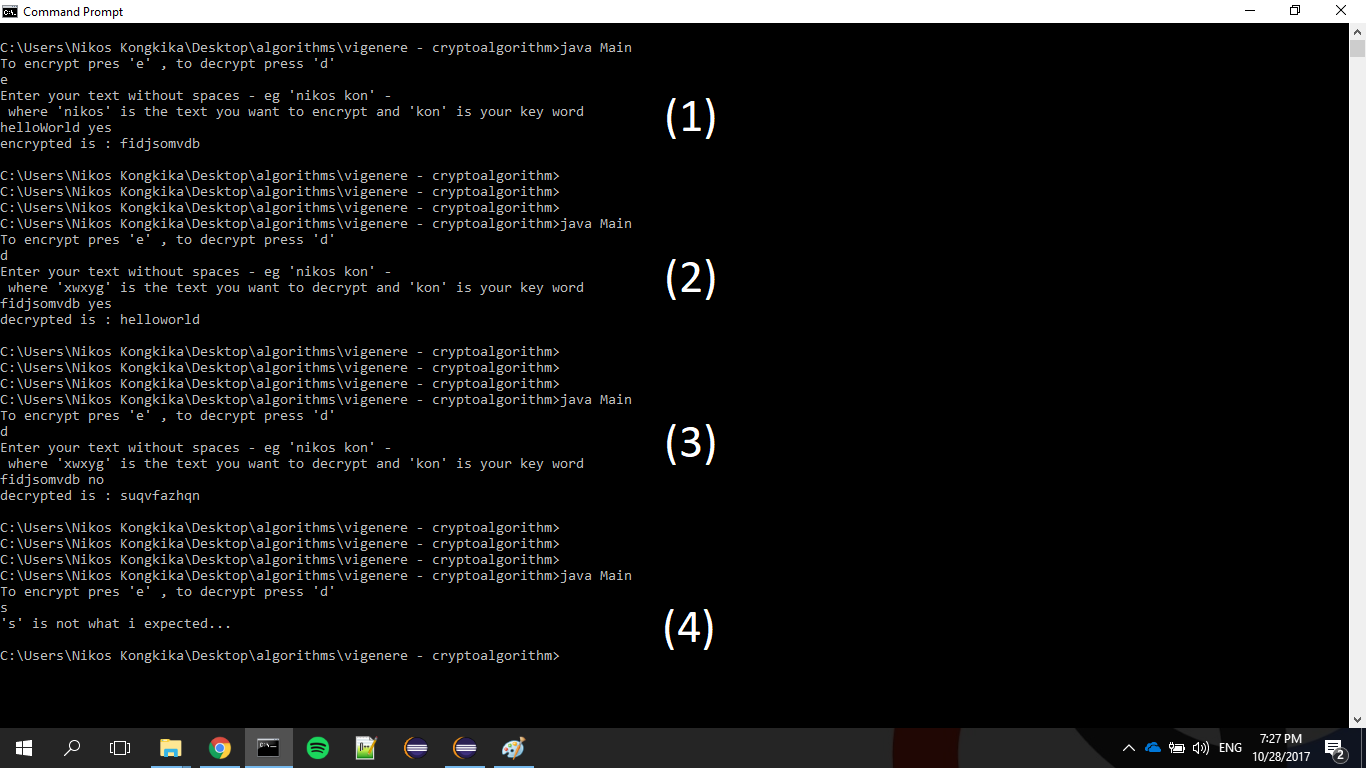 Command Prompt
C:\Users\Nikos Kongkika\Desktop\algorithms\vigenere - cryptoalgorithm>java Main
To encrypt pres 'e' , to decrypt press 'd'
e
Enter your text without spaces - eg 'nikos kon' -
where 'nikos' is the text you want to encrypt and 'kon' is your key word
helloWorld yes
encrypted is : fidjsomvdb
(1)
C:\Users\Nikos Kongkika\Desktop\algorithms\vigenere - cryptoalgorithm>
C:\Users\Nikos Kongkika\Desktop\algorithms\vigenere - cryptoalgorithm>
C:\Users\Nikos Kongkika\Desktop\algorithms\vigenere - cryptoalgorithm>
C:\Users\Nikos Kongkika\Desktop\algorithms\vigenere - cryptoalgorithm>java Main
To encrypt pres 'e' , to decrypt press 'd'
d
Enter your text without spaces - eg 'nikos kon' -
where 'xwxyg' is the text you want to decrypt and 'kon' is your key word
fidjsomvdb yes
decrypted is : helloworld
(2)
C:\Users\Nikos Kongkika\Desktop\algorithms\vigenere - cryptoalgorithm>
C:\Users\Nikos Kongkika\Desktop\algorithms\vigenere - cryptoalgorithm>
C:\Users\Nikos Kongkika\Desktop\algorithms\vigenere - cryptoalgorithm>
C:\Users\Nikos Kongkika\Desktop\algorithms\vigenere - cryptoalgorithm>java Main
To encrypt pres 'e' , to decrypt press 'd'
d
Enter your text without spaces - eg 'nikos kon' -
where 'xwxyg' is the text you want to decrypt and 'kon' is your key word
fidjsomvdb no
decrypted is : suqvfazhqn
(3)
C:\Users\Nikos Kongkika\Desktop\algorithms\vigenere - cryptoalgorithm>
C:\Users\Nikos Kongkika\Desktop\algorithms\vigenere - cryptoalgorithm>
C:\Users\Nikos Kongkika\Desktop\algorithms\vigenere - cryptoalgorithm>
C:\Users\Nikos Kongkika\Desktop\algorithms\vigenere - cryptoalgorithm>java Main
To encrypt pres 'e' , to decrypt press 'd'
s
's' is not what i expected...
(4)
C:\Users\Nikos Kongkika\Desktop\algorithms\vigenere - cryptoalgorithm>
ENG
7:27 PM
10/28/2017
2